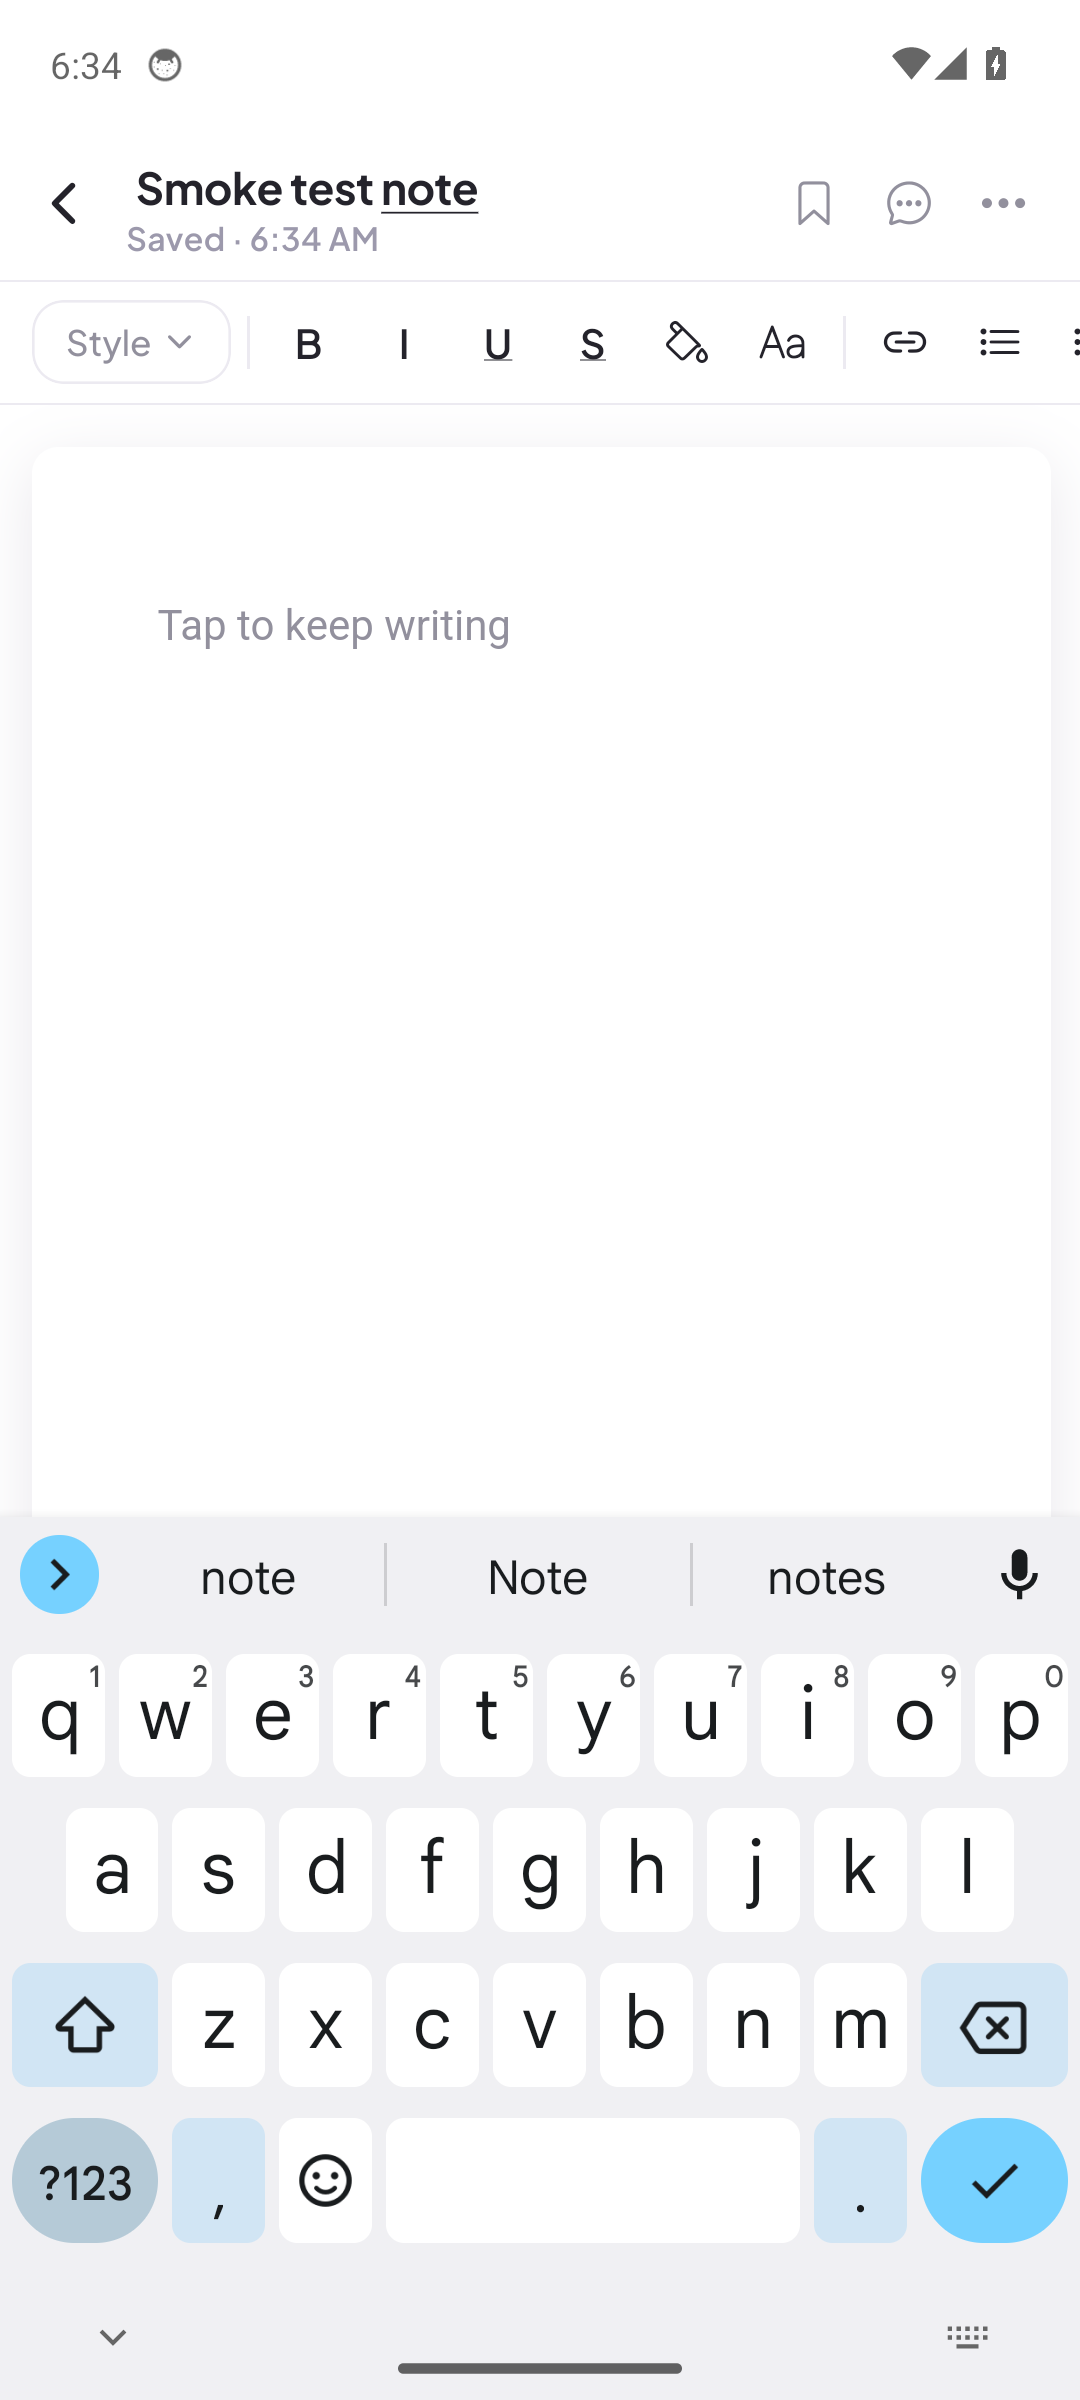 6:34
Smoke test note
Saved · 6:34 AM
Style
B I U S Aa
Tap to keep writing
note Note notes
1 2 3 4 5 6 7 8 9 0
q w e r t y u i o p
a s d f g h j k l
z x c v b n m
?123 , .